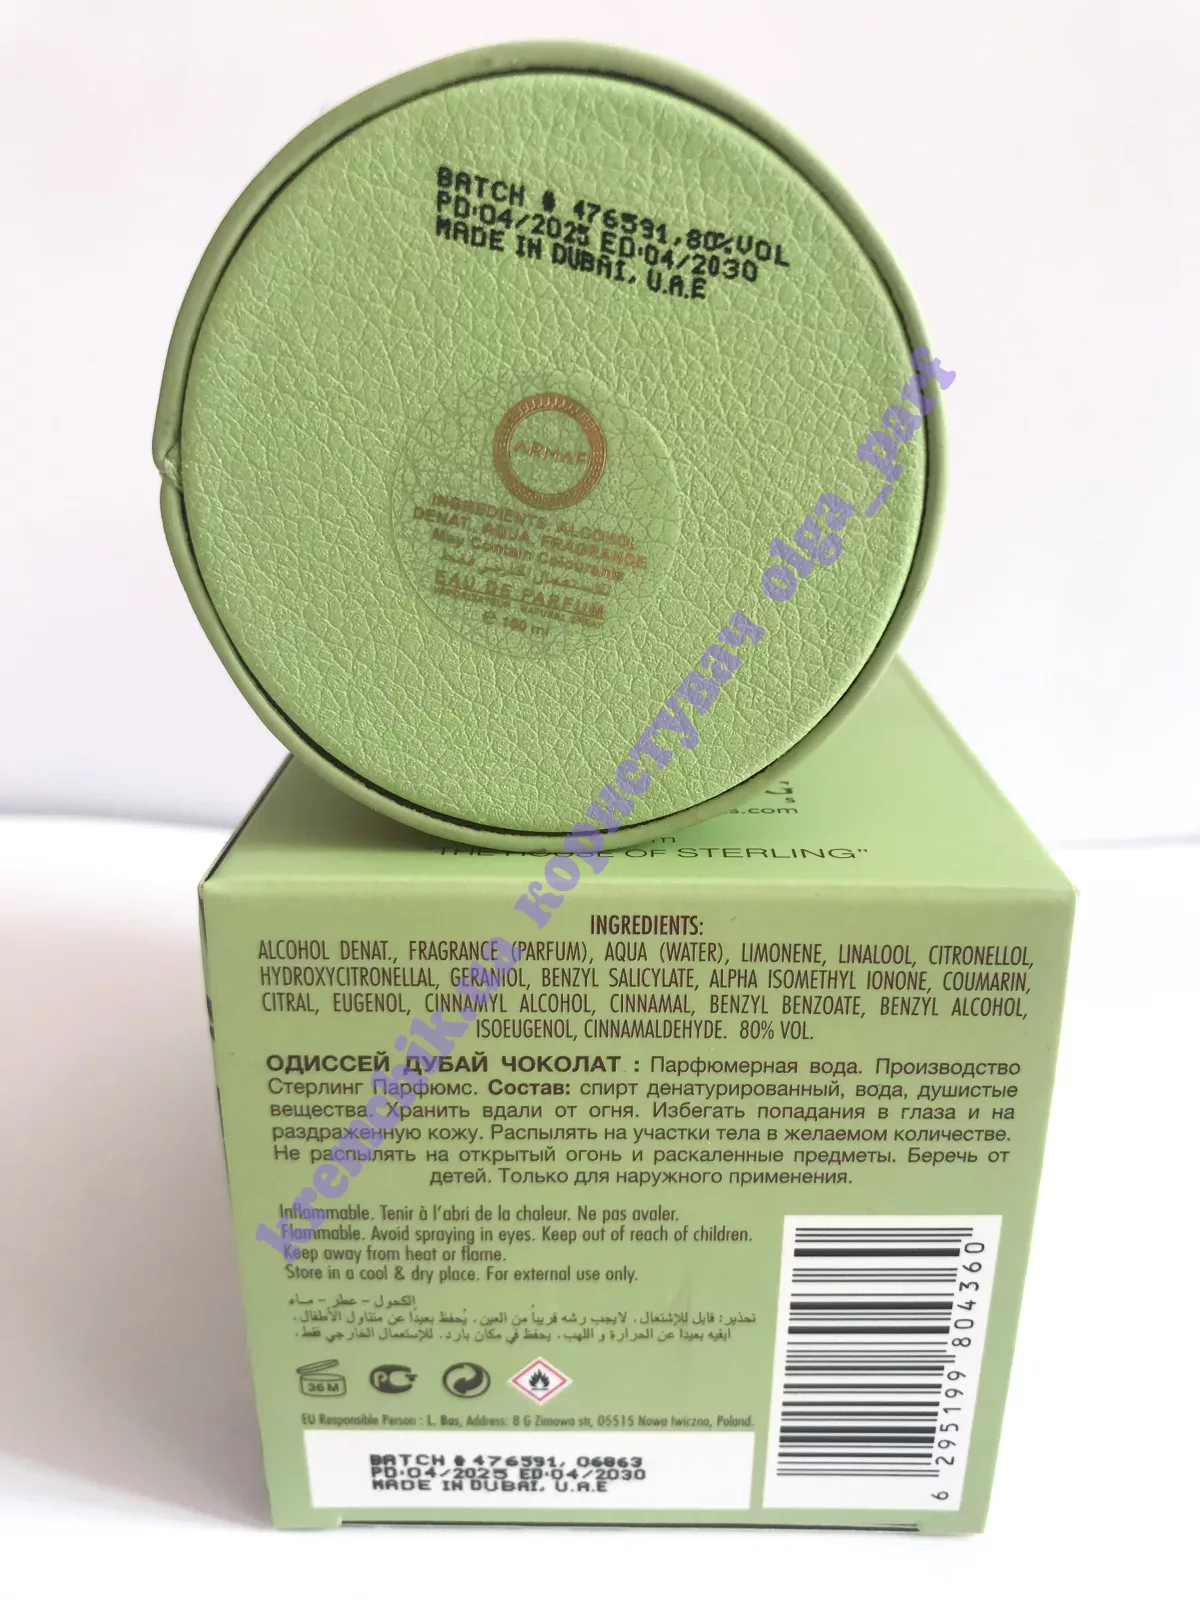 BATCH # 476591, 80%VOL
PD:04/2025 ED:04/2030
MADE IN DUBAI, U.A.E
ARMAF
INGREDIENTS ALCOHOL
DENAT. AQUA, FRAGRANCE
May Contain Colourants
للاستعمال الخارجي فقط
EAU DE PARFUM
NATURAL SPRAY
e 100 ml
kremchik.ua користувач olga_parf
s.com
"THE HOUSE OF STERLING"
INGREDIENTS:
ALCOHOL DENAT., FRAGRANCE (PARFUM), AQUA (WATER), LIMONENE, LINALOOL, CITRONELLOL,
HYDROXYCITRONELLAL, GERANIOL, BENZYL SALICYLATE, ALPHA ISOMETHYL IONONE, COUMARIN,
CITRAL, EUGENOL, CINNAMYL ALCOHOL, CINNAMAL, BENZYL BENZOATE, BENZYL ALCOHOL,
ISOEUGENOL, CINNAMALDEHYDE. 80% VOL.
ОДИССЕЙ ДУБАЙ ЧОКОЛАТ : Парфюмерная вода. Производство
Стерлинг Парфюмс. Состав: спирт денатурированный, вода, душистые
вещества. Хранить вдали от огня. Избегать попадания в глаза и на
раздраженную кожу. Распылять на участки тела в желаемом количестве.
Не распылять на открытый огонь и раскаленные предметы. Беречь от
детей. Только для наружного применения.
Inflammable. Tenir à l'abri de la chaleur. Ne pas avaler.
Flammable. Avoid spraying in eyes. Keep out of reach of children.
Keep away from heat or flame.
Store in a cool & dry place. For external use only.
الكحول – عطر – ماء
تحذير: قابل للإشتعال. لايجب رشه قريباً من العين. يُحفظ بعيداً عن متناول الأطفال.
ابقيه بعيداً عن الحرارة و اللهب. يحفظ في مكان بارد. للإستعمال الخارجي فقط.
36 M
EU Responsible Person : L. Bas, Address: 8 G Zimowa str, 05515 Nowa Iwiczna, Poland.
BATCH # 476591, 06863
PD:04/2025 ED:04/2030
MADE IN DUBAI, U.A.E
6 295199 804360